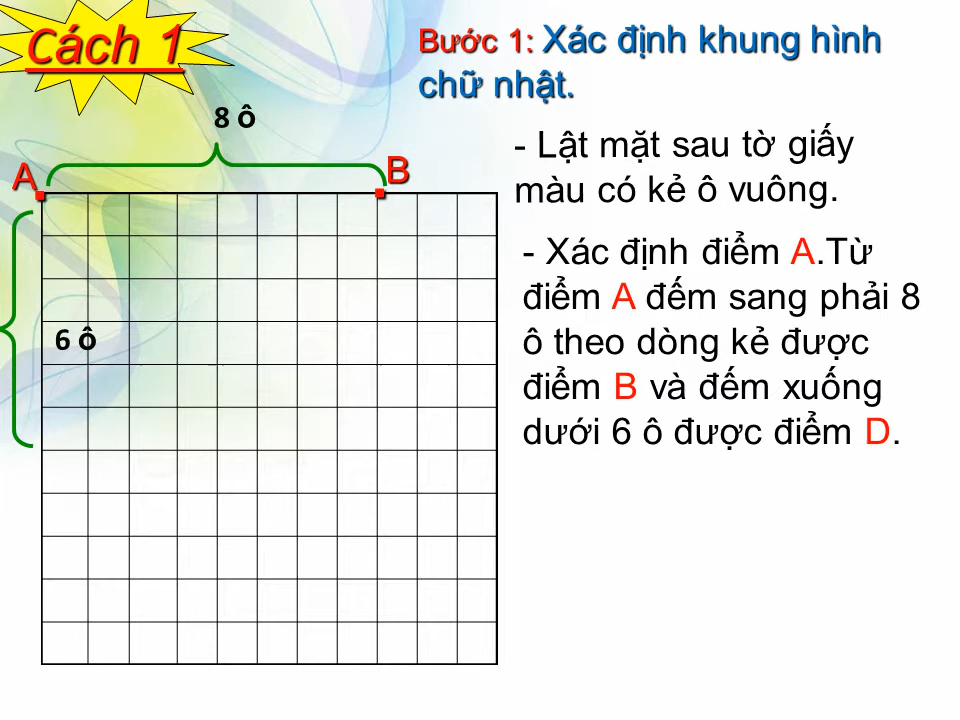 Cách 1
Bước 1: Xác định khung hình
chữ nhật.
8 ô
A
B
6 ô
- Lật mặt sau tờ giấy
màu có kẻ ô vuông.
- Xác định điểm A.Từ
điểm A đếm sang phải 8
ô theo dòng kẻ được
điểm B và đếm xuống
dưới 6 ô được điểm D.